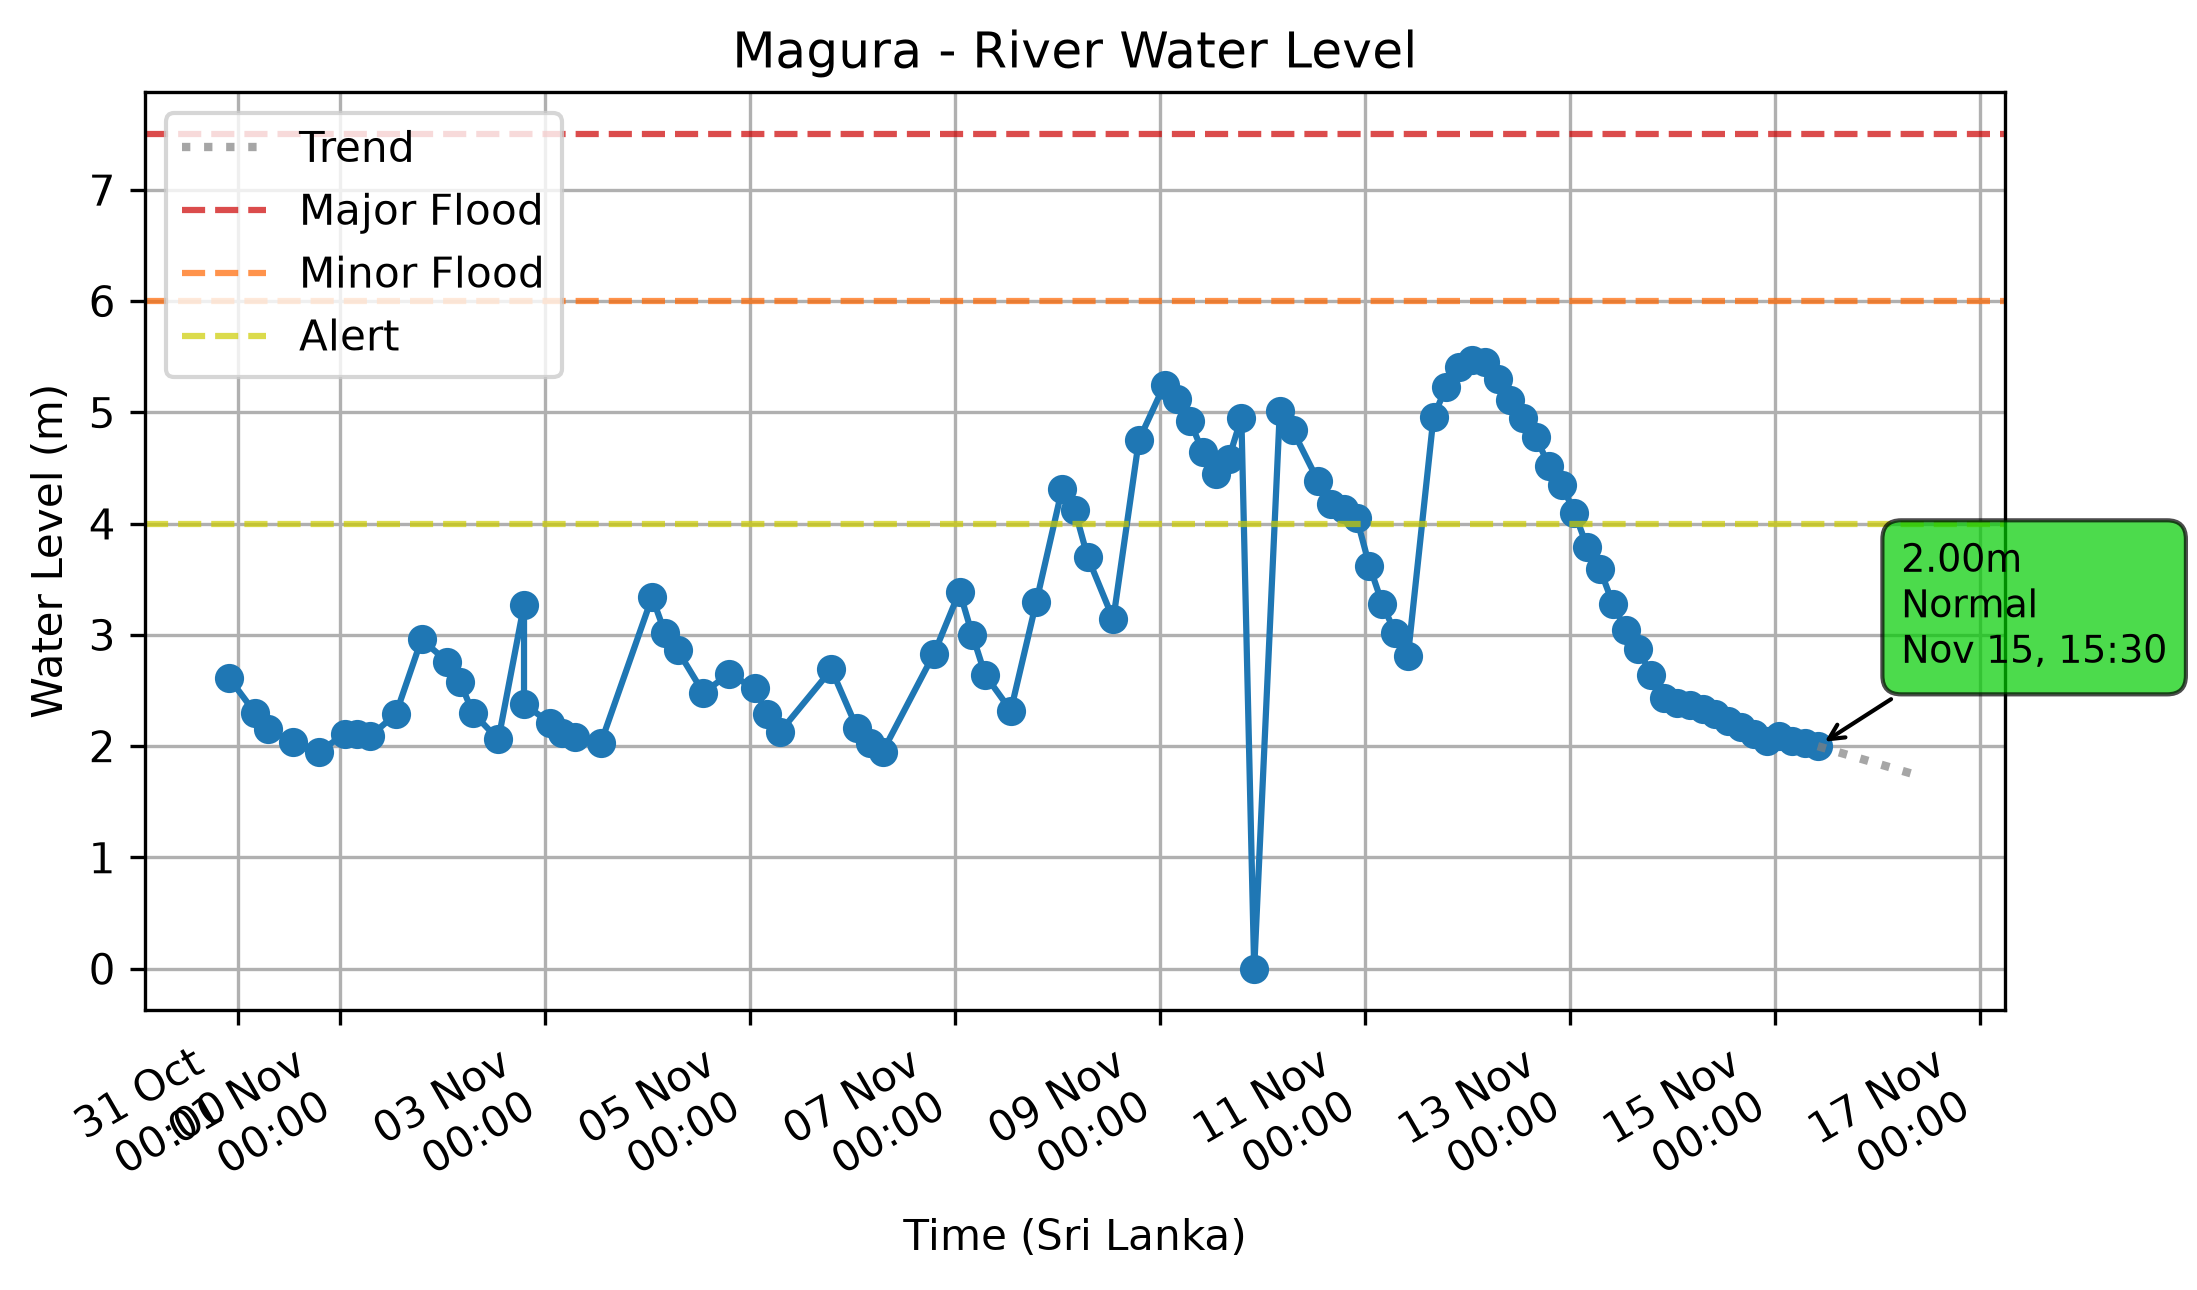 Magura - River Water Level
Trend
Major Flood
Minor Flood
Alert
Water Level (m)
7
6
5
4
3
2
1
0
2.00m
Normal
Nov 15, 15:30
31 Oct
00:00
01 Nov
00:00
03 Nov
00:00
05 Nov
00:00
07 Nov
00:00
09 Nov
00:00
11 Nov
00:00
13 Nov
00:00
15 Nov
00:00
17 Nov
00:00
Time (Sri Lanka)